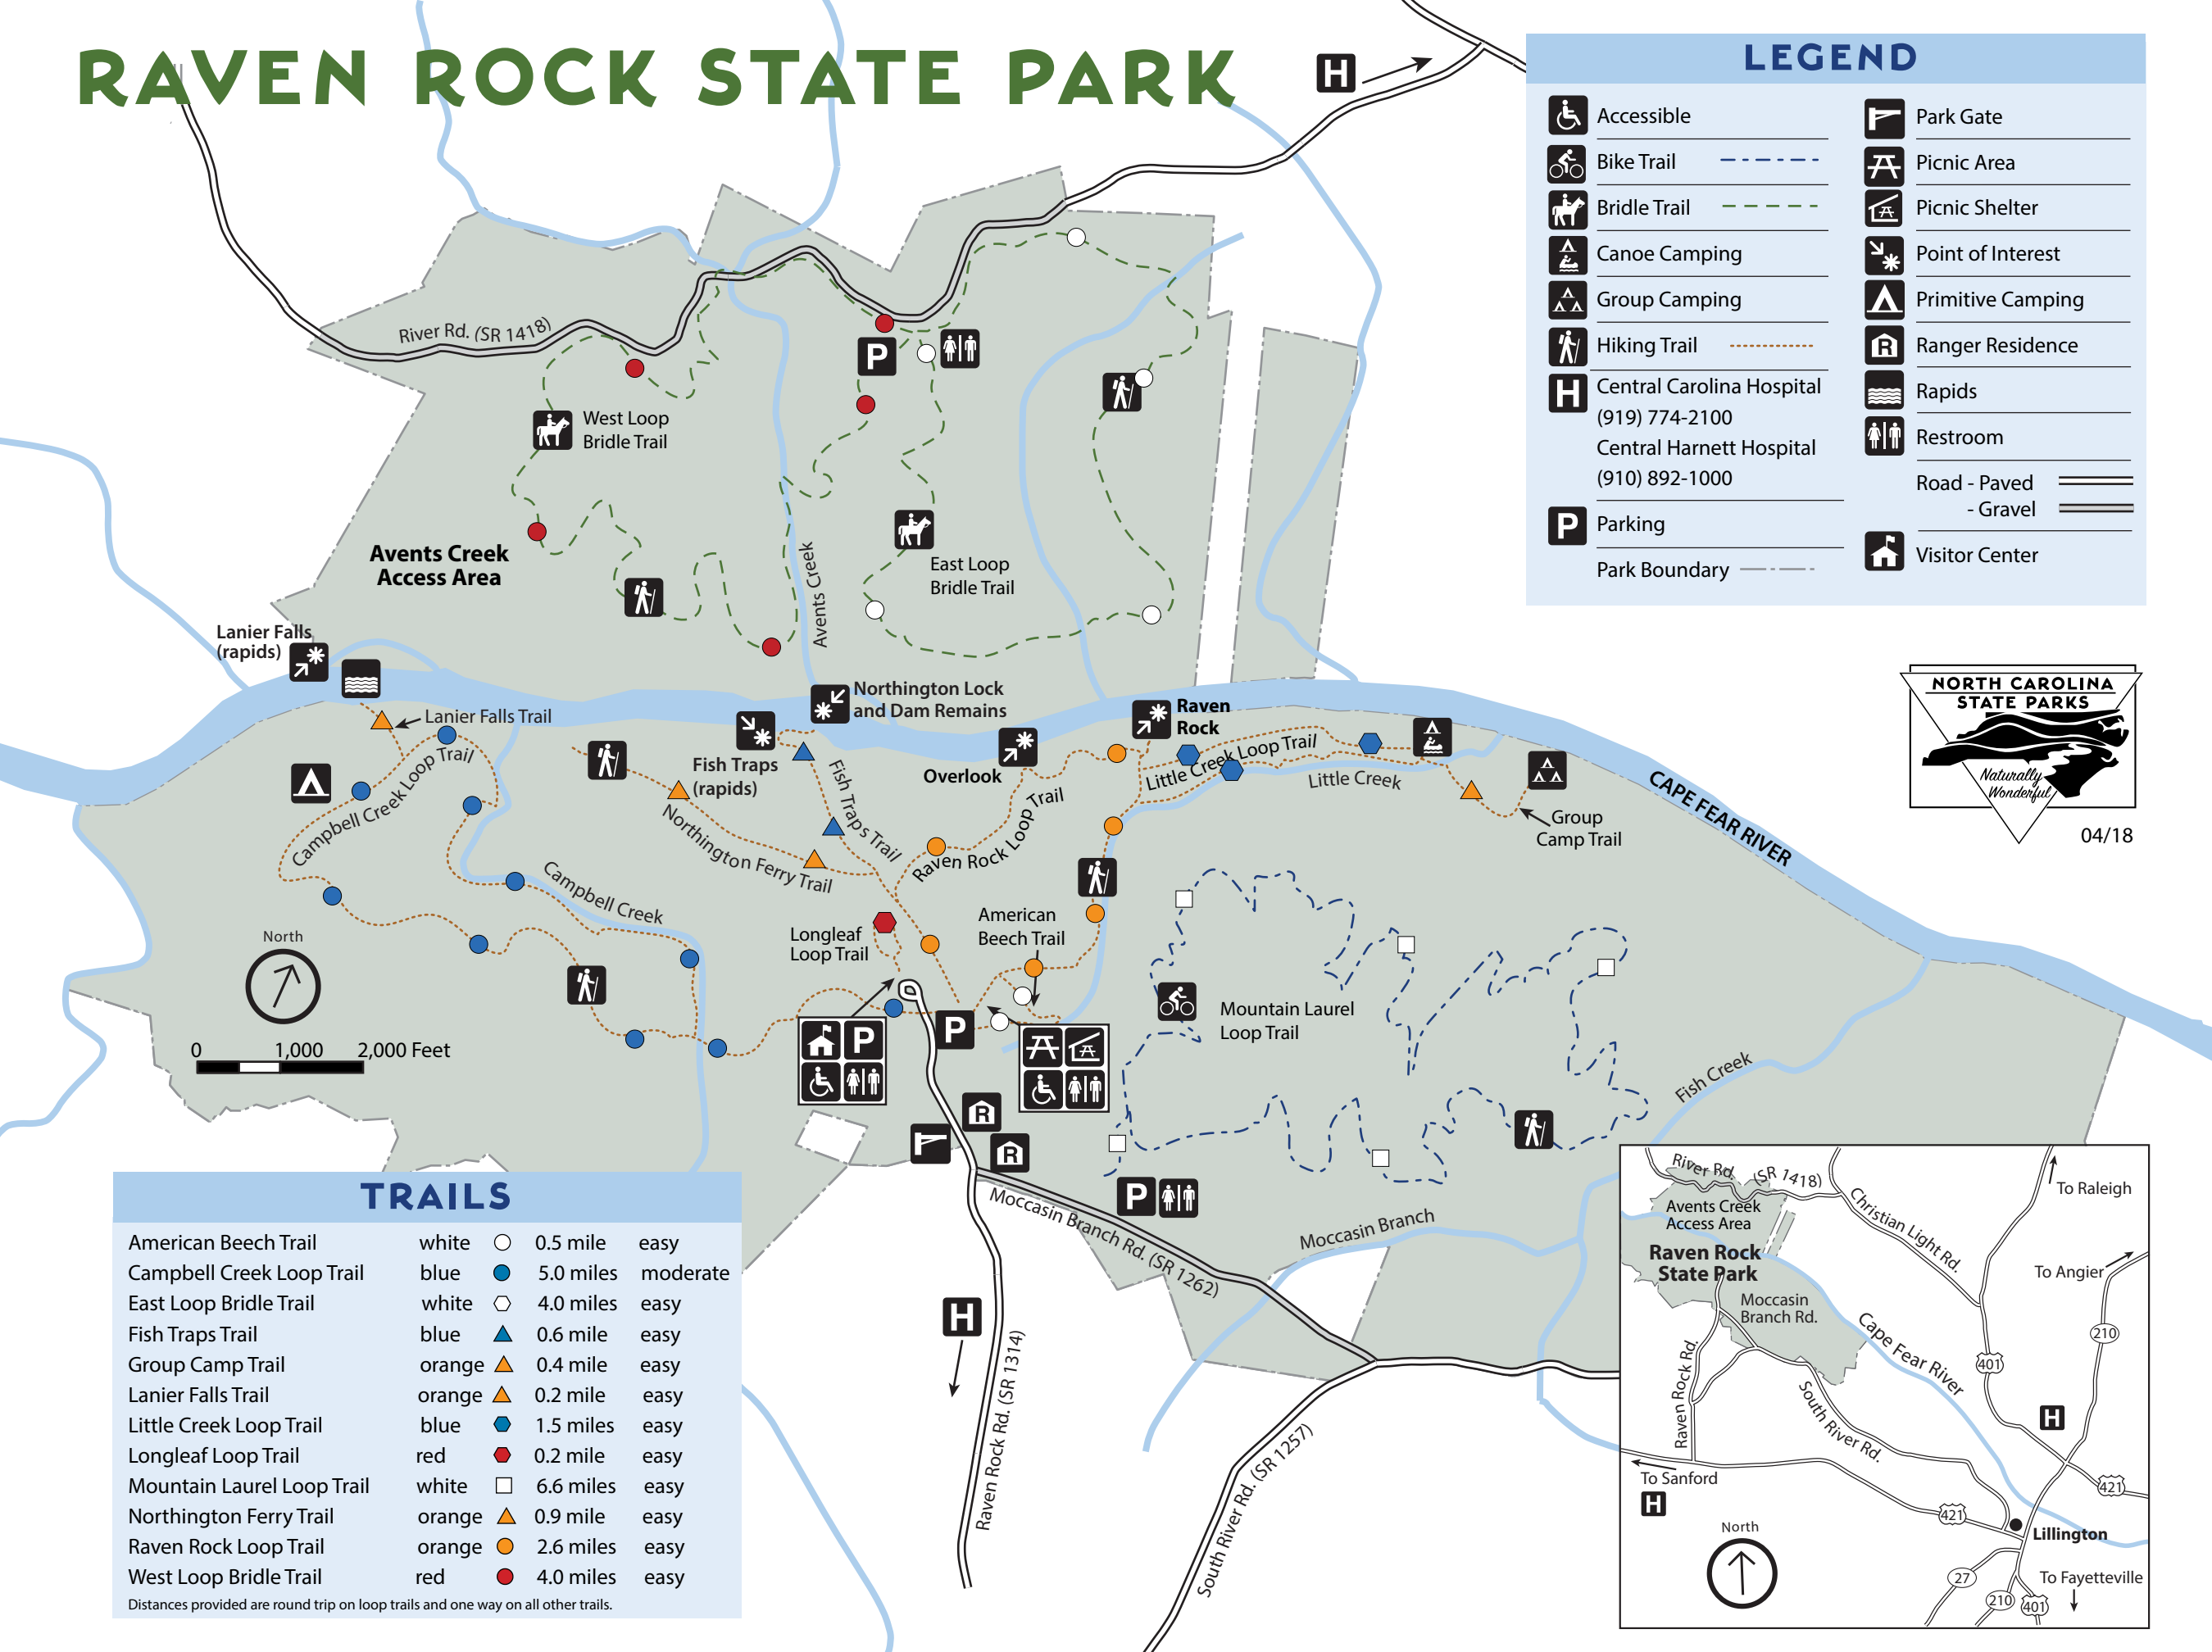 RAVEN ROCK STATE PARK
H
LEGEND
Accessible
Bike Trail
Bridle Trail
Canoe Camping
Group Camping
Hiking Trail
H Central Carolina Hospital
(919) 774-2100
Central Harnett Hospital
(910) 892-1000
P Parking
Park Boundary
Park Gate
Picnic Area
Picnic Shelter
Point of Interest
Primitive Camping
R Ranger Residence
Rapids
Restroom
Road - Paved
- Gravel
Visitor Center
River Rd. (SR 1418)
P
West Loop
Bridle Trail
East Loop
Bridle Trail
Avents Creek
Access Area
Avents Creek
Lanier Falls
(rapids)
Lanier Falls Trail
Northington Lock
and Dam Remains
Raven
Rock
Overlook
Fish Traps
(rapids)
Fish Traps Trail
Campbell Creek Loop Trail
Northington Ferry Trail
Raven Rock Loop Trail
Little Creek Loop Trail
Little Creek
Group
Camp Trail
CAPE FEAR RIVER
Campbell Creek
American
Beech Trail
Longleaf
Loop Trail
Mountain Laurel
Loop Trail
Fish Creek
North
0 1,000 2,000 Feet
P
P
R
R
P
Moccasin Branch Rd. (SR 1262)
Moccasin Branch
H
Raven Rock Rd. (SR 1314)
South River Rd. (SR 1257)
NORTH CAROLINA
STATE PARKS
Naturally
Wonderful
04/18
TRAILS
American Beech Trail white 0.5 mile easy
Campbell Creek Loop Trail blue 5.0 miles moderate
East Loop Bridle Trail white 4.0 miles easy
Fish Traps Trail blue 0.6 mile easy
Group Camp Trail orange 0.4 mile easy
Lanier Falls Trail orange 0.2 mile easy
Little Creek Loop Trail blue 1.5 miles easy
Longleaf Loop Trail red 0.2 mile easy
Mountain Laurel Loop Trail white 6.6 miles easy
Northington Ferry Trail orange 0.9 mile easy
Raven Rock Loop Trail orange 2.6 miles easy
West Loop Bridle Trail red 4.0 miles easy
Distances provided are round trip on loop trails and one way on all other trails.
River Rd. (SR 1418)
Avents Creek
Access Area
Raven Rock
State Park
Moccasin
Branch Rd.
Christian Light Rd.
To Raleigh
To Angier
210
401
Cape Fear River
Raven Rock Rd.
South River Rd.
H
To Sanford
H
421
421
Lillington
North
27
210
401
To Fayetteville